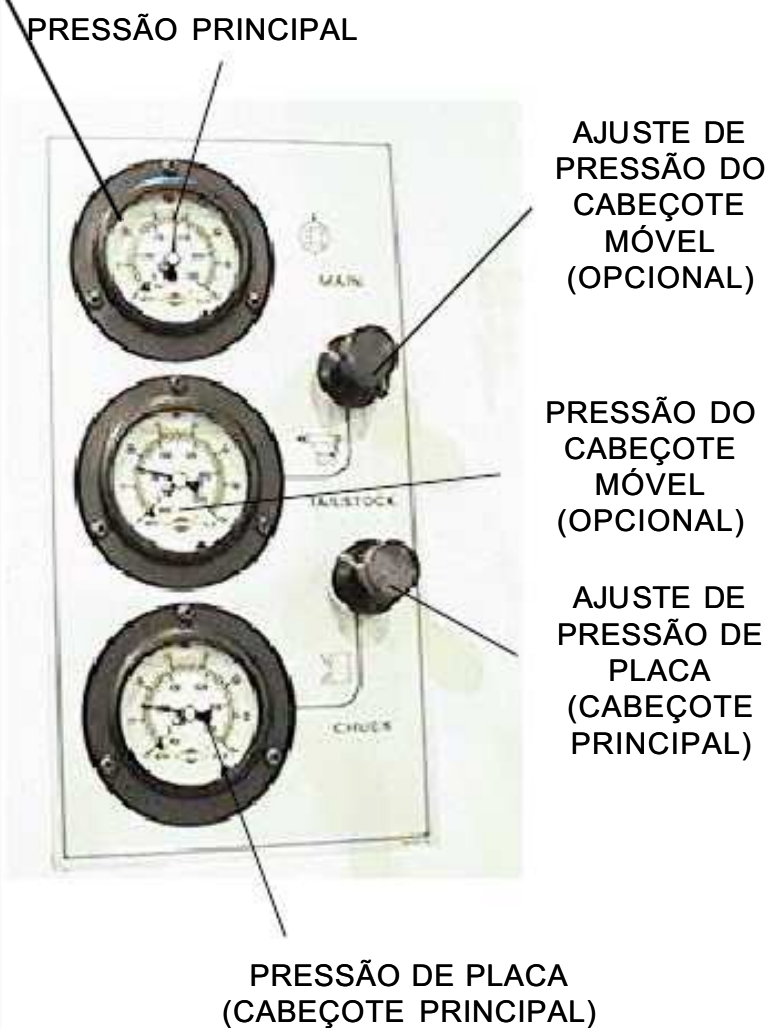 PRESSÃO PRINCIPAL
AJUSTE DE
PRESSÃO DO
CABEÇOTE
MÓVEL
(OPCIONAL)
MAIN
PRESSÃO DO
CABEÇOTE
MÓVEL
(OPCIONAL)
TAILSTOCK
AJUSTE DE
PRESSÃO DE
PLACA
(CABEÇOTE
PRINCIPAL)
CHUCK
PRESSÃO DE PLACA
(CABEÇOTE PRINCIPAL)